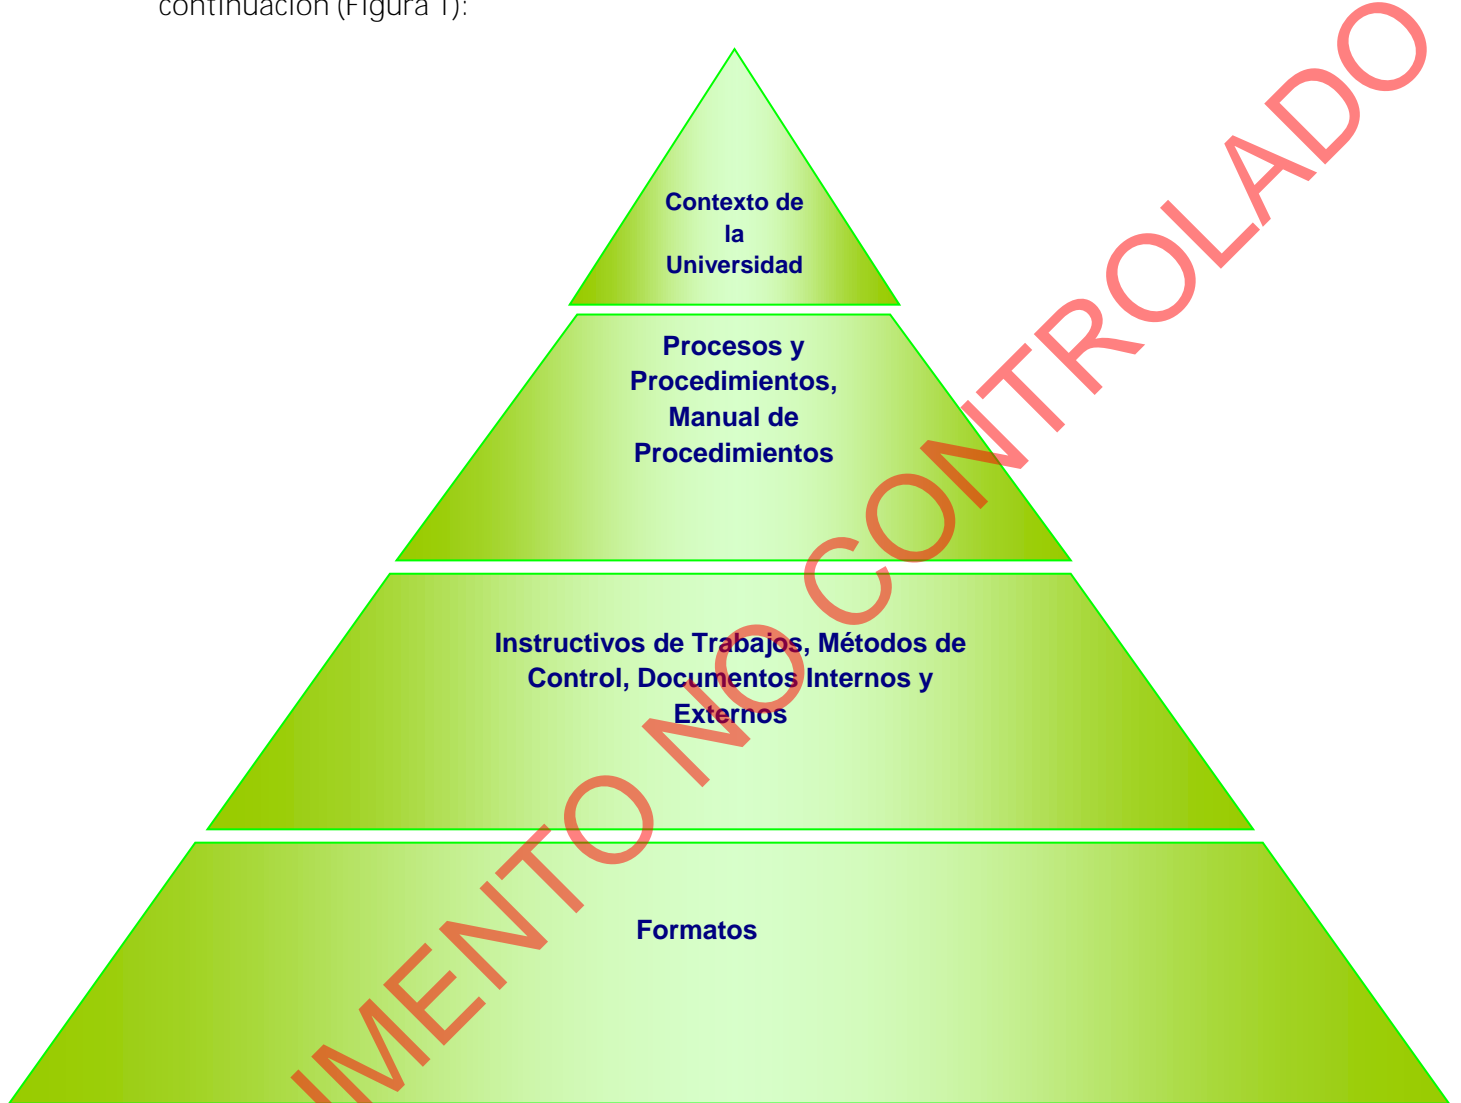 continuación (Figura 1):
Contexto de
la
Universidad
Procesos y
Procedimientos,
Manual de
Procedimientos
Instructivos de Trabajos, Métodos de
Control, Documentos Internos y
Externos
Formatos
NO CONTROLADO